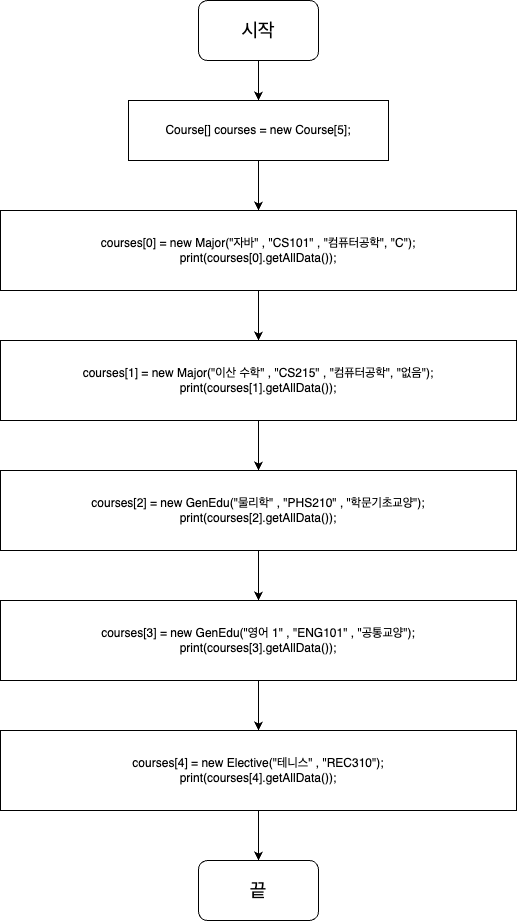 시작
Course[] courses = new Course[5];
courses[0] = new Major("자바" , "CS101" , "컴퓨터공학", "C");
print(courses[0].getAllData());
courses[1] = new Major("이산 수학" , "CS215" , "컴퓨터공학", "없음");
print(courses[1].getAllData());
courses[2] = new GenEdu("물리학" , "PHS210" , "학문기초교양");
print(courses[2].getAllData());
courses[3] = new GenEdu("영어 1" , "ENG101" , "공통교양");
print(courses[3].getAllData());
courses[4] = new Elective("테니스" , "REC310");
print(courses[4].getAllData());
끝